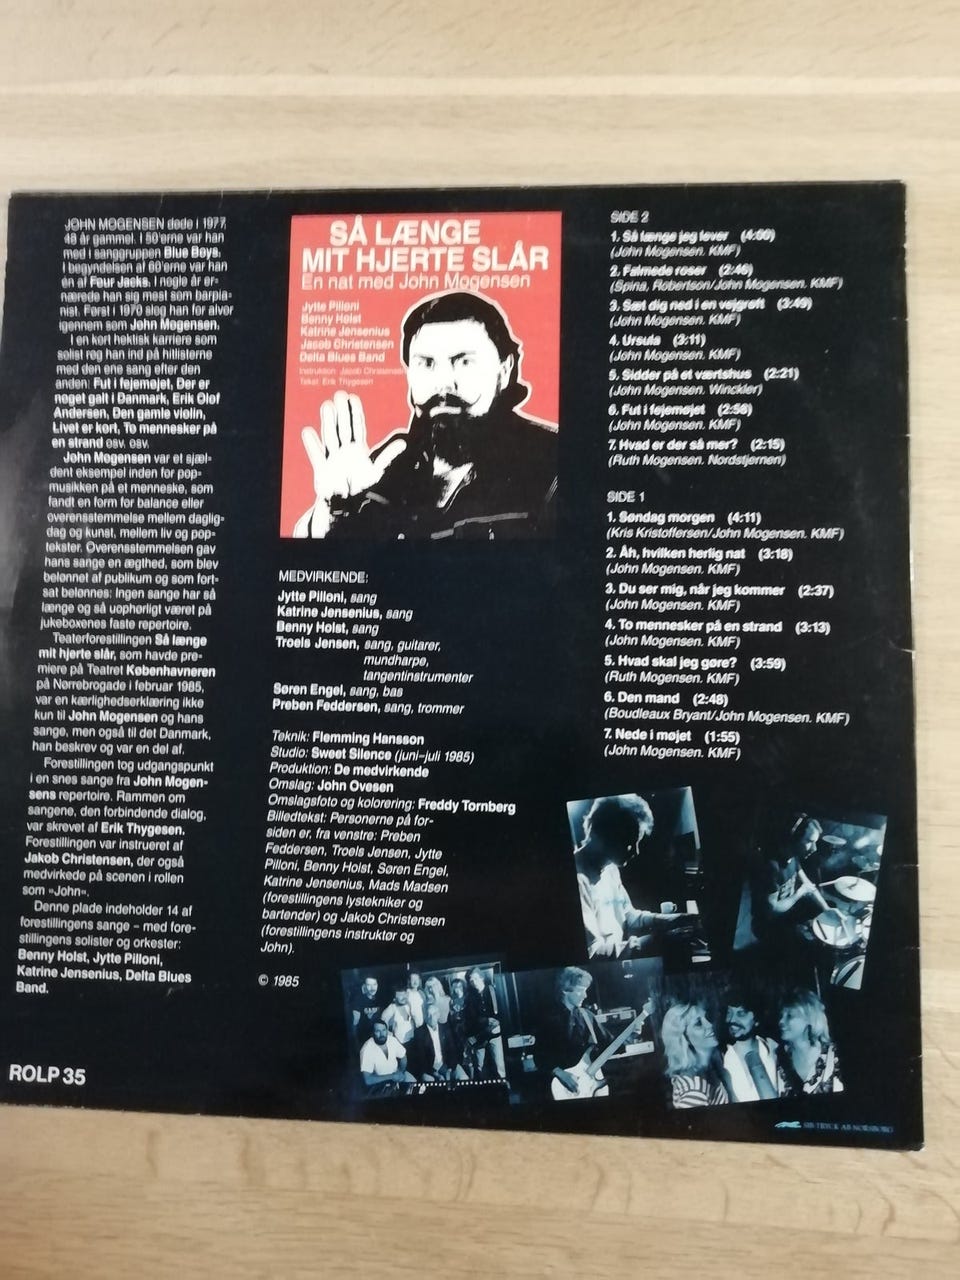 JOHN MOGENSEN døde i 1977,
48 år gammel. I 50'erne var han
med i sanggruppen Blue Boys.
I begyndelsen af 60'erne var han
én af Four Jacks. I nogle år er-
nærede han sig mest som barpia-
nist. Først i 1970 slog han for alvor
igennem som John Mogensen.
I en kort hektisk karriere som
solist røg han ind på hitlisterne
med den ene sang efter den
anden: Fut i fejemøjet, Der er
noget galt i Danmark, Erik Oluf
Andersen, Den gamle violin,
Livet er kort, To mennesker på
en strand osv. osv.
John Mogensen var et sjæl-
dent eksempel inden for pop-
musikken på et menneske, som
fandt en form for balance eller
overensstemmelse mellem daglig-
dag og kunst, mellem liv og pop-
tekster. Overensstemmelsen gav
hans sange en ægthed, som blev
belønnet af publikum og som fort-
sat belønnes: Ingen sange har så
længe og så uophørligt været på
jukeboxenes faste repertoire.
Teaterforestillingen Så længe
mit hjerte slår, som havde pre-
miere på Teatret Københavneren
på Nørrebrogade i februar 1985,
var en kærlighedserklæring ikke
kun til John Mogensen og hans
sange, men også til det Danmark,
han beskrev og var en del af.
Forestillingen tog udgangspunkt
i en snes sange fra John Mogen-
sens repertoire. Rammen om
sangene, den forbindende dialog,
var skrevet af Erik Thygesen.
Forestillingen var instrueret af
Jakob Christensen, der også
medvirkede på scenen i rollen
som »John«.
Denne plade indeholder 14 af
forestillingens sange – med fore-
stillingens solister og orkester:
Benny Holst, Jytte Pilloni,
Katrine Jensenius, Delta Blues
Band.
ROLP 35
SÅ LÆNGE
MIT HJERTE SLÅR
En nat med John Mogensen
Jytte Pilloni
Benny Holst
Katrine Jensenius
Jacob Christensen
Delta Blues Band
Instruktion: Jacob Christensen
Tekst: Erik Thygesen
MEDVIRKENDE:
Jytte Pilloni, sang
Katrine Jensenius, sang
Benny Holst, sang
Troels Jensen, sang, guitarer,
mundharpe,
tangentinstrumenter
Søren Engel, sang, bas
Preben Feddersen, sang, trommer
Teknik: Flemming Hansson
Studie: Sweet Silence (juni-juli 1985)
Produktion: De medvirkende
Omslag: John Ovesen
Omslagsfoto og kolorering: Freddy Tornberg
Billedtekst: Personerne på for-
siden er, fra venstre: Preben
Feddersen, Troels Jensen, Jytte
Pilloni, Benny Holst, Søren Engel,
Katrine Jensenius, Mads Madsen
(forestillingens lystekniker og
bartender) og Jakob Christensen
(forestillingens instruktør og
John).
© 1985
SIDE 2
1. Så længe jeg lever (4:00)
(John Mogensen. KMF)
2. Falmede roser (2:46)
(Spina, Robertson/John Mogensen. KMF)
3. Sæt dig ned i en vejgrøft (3:49)
(John Mogensen. KMF)
4. Ursula (3:11)
(John Mogensen. KMF)
5. Sidder på et værtshus (2:21)
(John Mogensen. Winckler)
6. Fut i fejemøjet (2:58)
(John Mogensen. KMF)
7. Hvad er der så mer? (2:15)
(Ruth Mogensen. Nordstjernen)
SIDE 1
1. Søndag morgen (4:11)
(Kris Kristoffersen/John Mogensen. KMF)
2. Åh, hvilken herlig nat (3:18)
(John Mogensen. KMF)
3. Du ser mig, når jeg kommer (2:37)
(John Mogensen. KMF)
4. To mennesker på en strand (3:13)
(John Mogensen. KMF)
5. Hvad skal jeg gøre? (3:59)
(Ruth Mogensen. KMF)
6. Den mand (2:48)
(Boudleaux Bryant/John Mogensen. KMF)
7. Nede i møjet (1:55)
(John Mogensen. KMF)
SIB-TRYCK AB NORSBORG